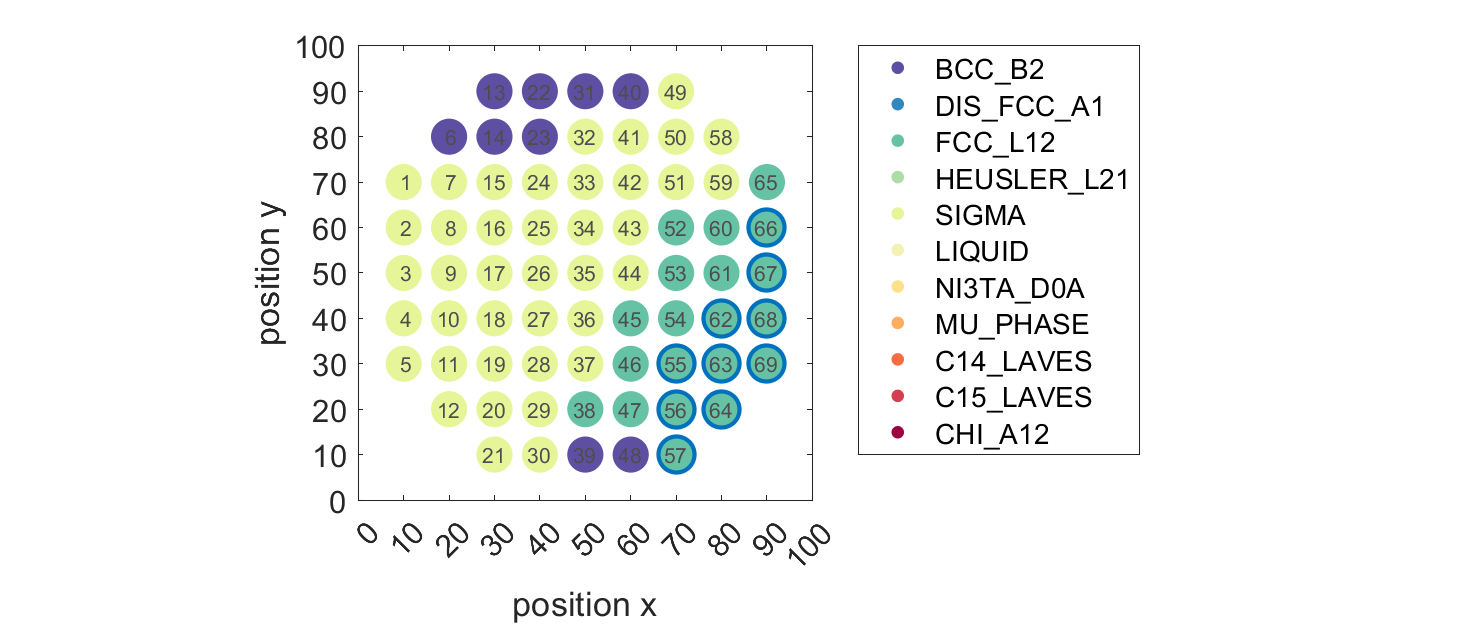 100
90
80
70
60
50
40
30
20
10
0
position y
13 22 31 40 49
6 14 23 32 41 50 58
1 7 15 24 33 42 51 59 65
2 8 16 25 34 43 52 60 66
3 9 17 26 35 44 53 61 67
4 10 18 27 36 45 54 62 68
5 11 19 28 37 46 55 63 69
12 20 29 38 47 56 64
21 30 39 48 57
0 10 20 30 40 50 60 70 80 90 100
position x
BCC_B2
DIS_FCC_A1
FCC_L12
HEUSLER_L21
SIGMA
LIQUID
NI3TA_D0A
MU_PHASE
C14_LAVES
C15_LAVES
CHI_A12